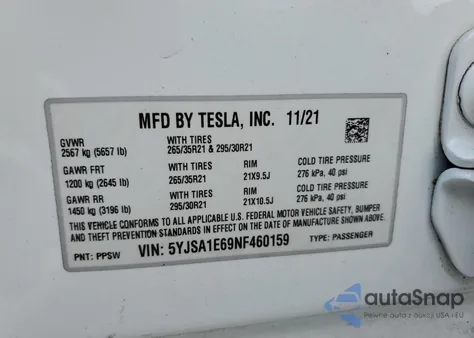 MFD BY TESLA, INC. 11/21
GVWR WITH TIRES
2567 kg (5657 lb) 265/35R21 & 295/30R21
GAWR FRT WITH TIRES RIM COLD TIRE PRESSURE
1200 kg (2645 lb) 265/35R21 21X9.5J 276 kPa, 40 psi
GAWR RR WITH TIRES RIM COLD TIRE PRESSURE
1450 kg (3196 lb) 295/30R21 21X10.5J 276 kPa, 40 psi
THIS VEHICLE CONFORMS TO ALL APPLICABLE U.S. FEDERAL MOTOR VEHICLE SAFETY, BUMPER
AND THEFT PREVENTION STANDARDS IN EFFECT ON THE DATE OF MANUFACTURE SHOWN ABOVE.
PNT: PPSW VIN: 5YJSA1E69NF460159 TYPE: PASSENGER
autoSnap
Pewne auta z USA i EU